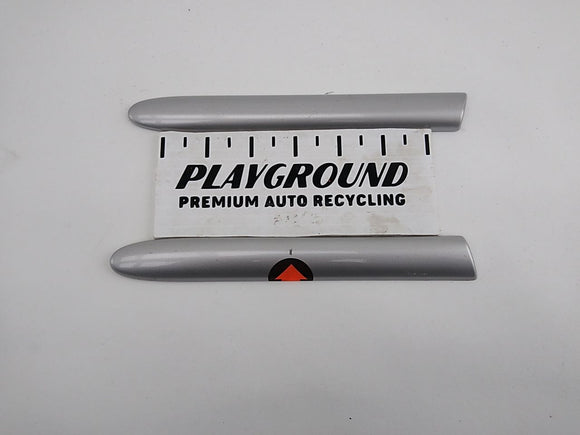 PLAYGROUND
PREMIUM AUTO RECYCLING